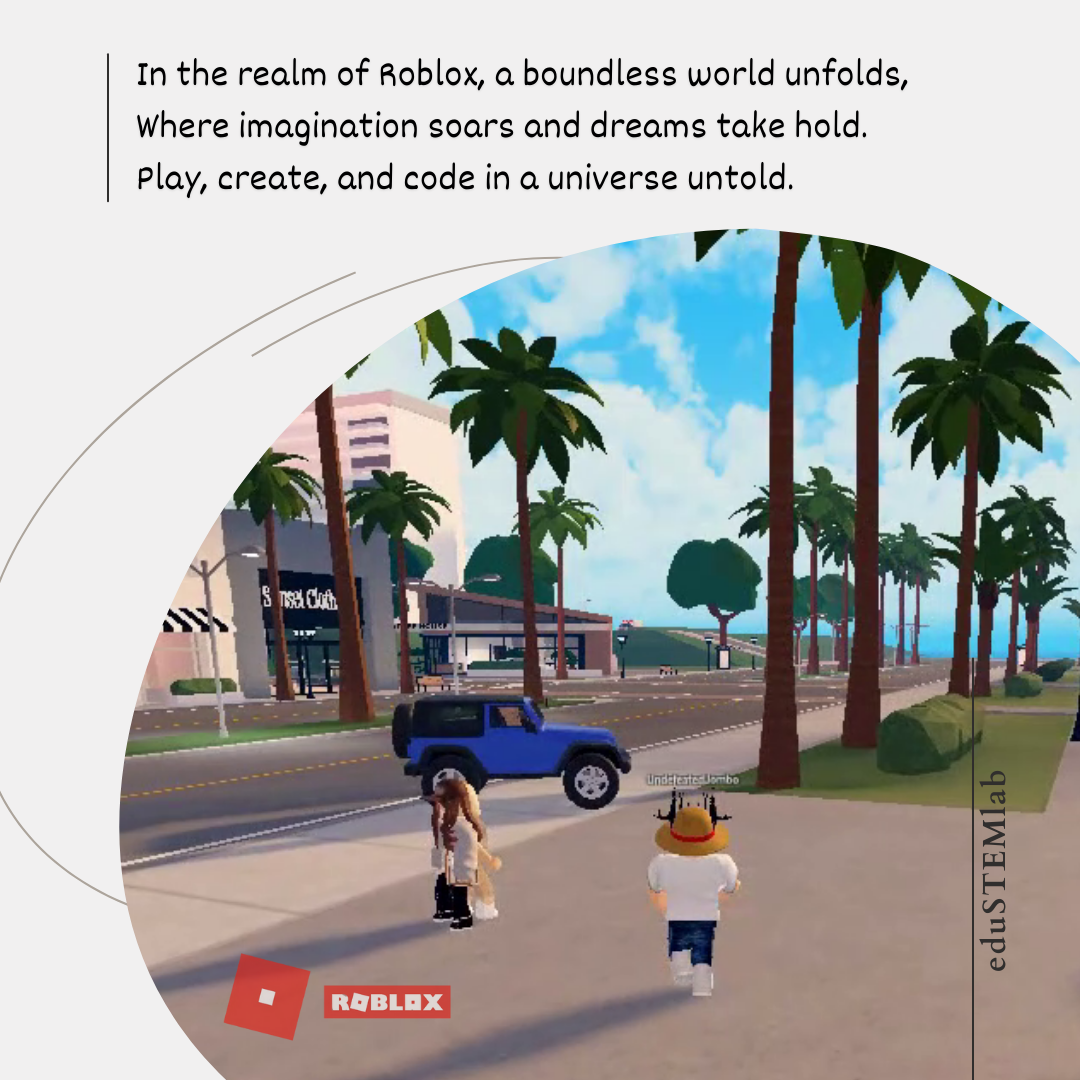 In the realm of Roblox, a boundless world unfolds,
Where imagination soars and dreams take hold.
Play, create, and code in a universe untold.
Sunset Cloth
UndefeatedJombo
eduSTEMlab
ROBLOX